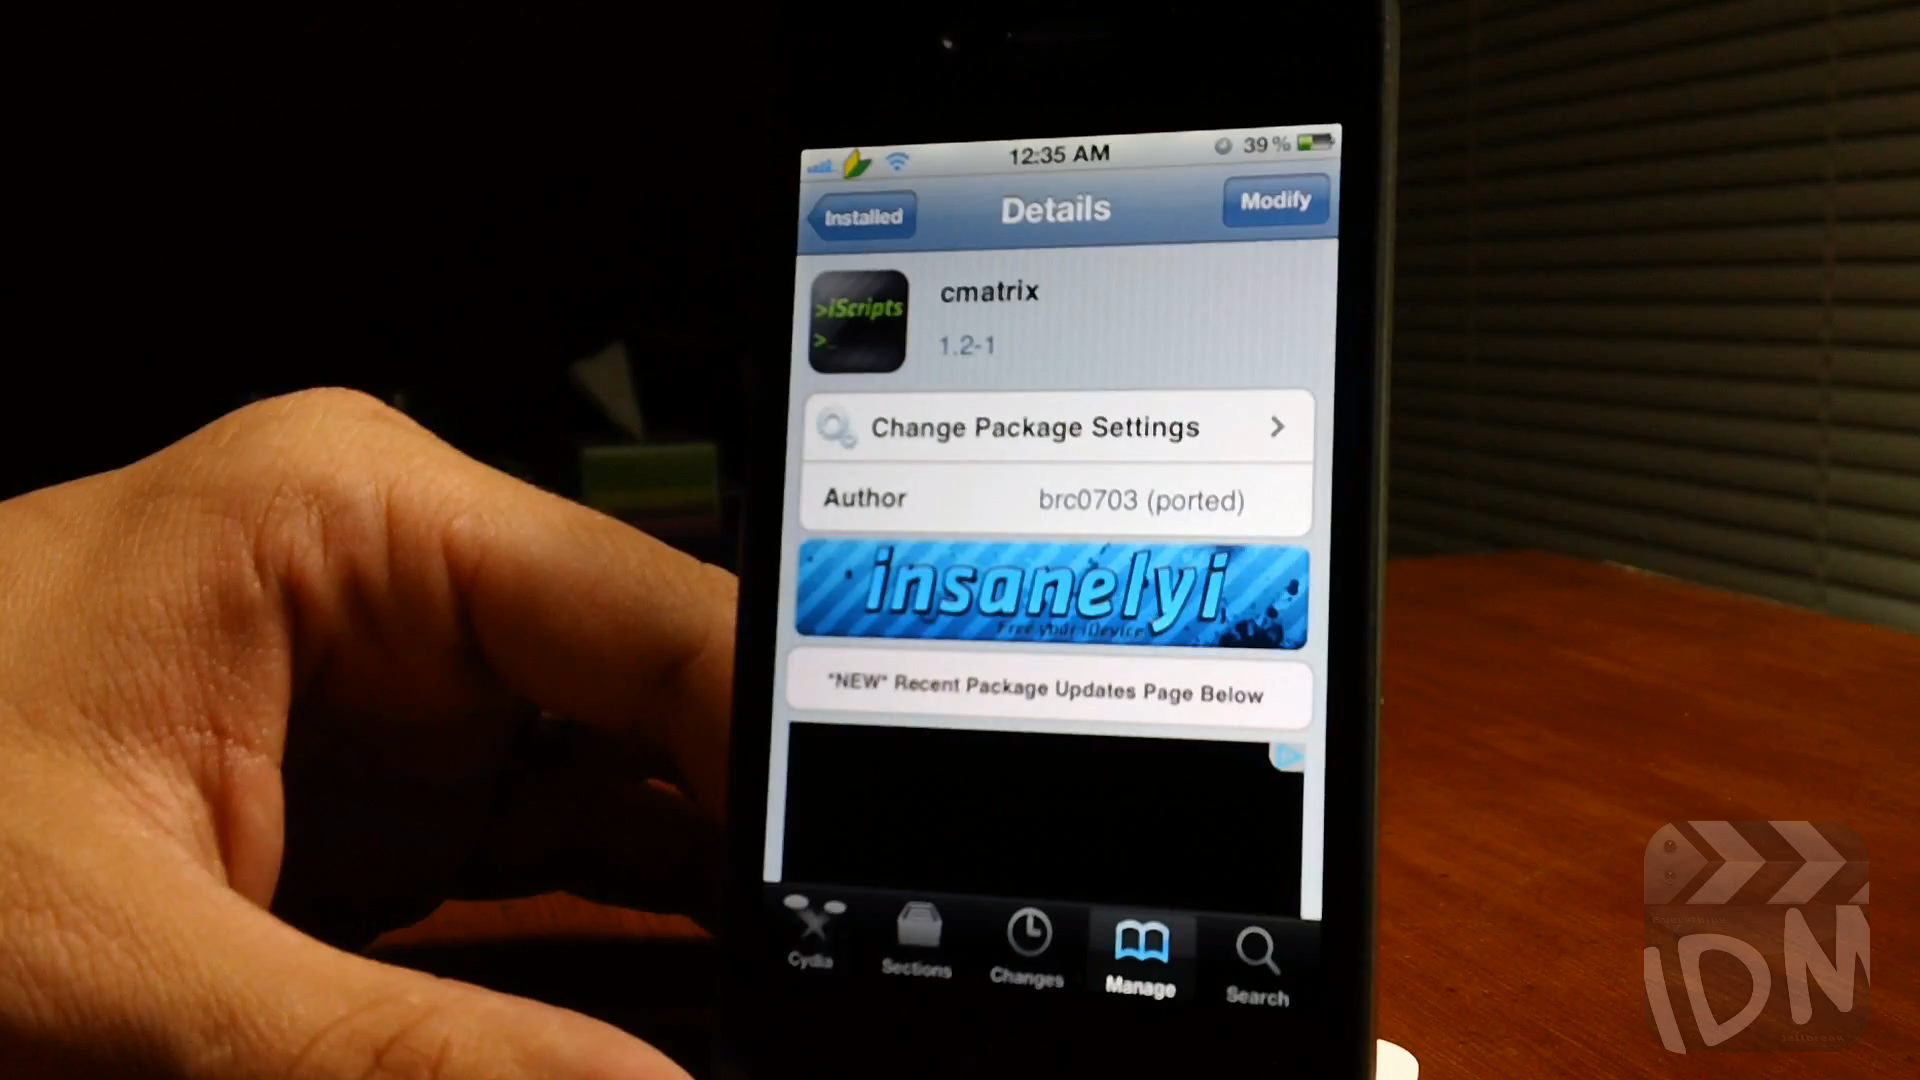 12:35 AM
39%
Installed
Details
Modify
>iScripts
>_
cmatrix
1.2-1
Change Package Settings
Author
brc0703 (ported)
insanelyi
Free your iDevice
*NEW* Recent Package Updates Page Below
Cydia
Sections
Changes
Manage
Search
IDM
jailbreak